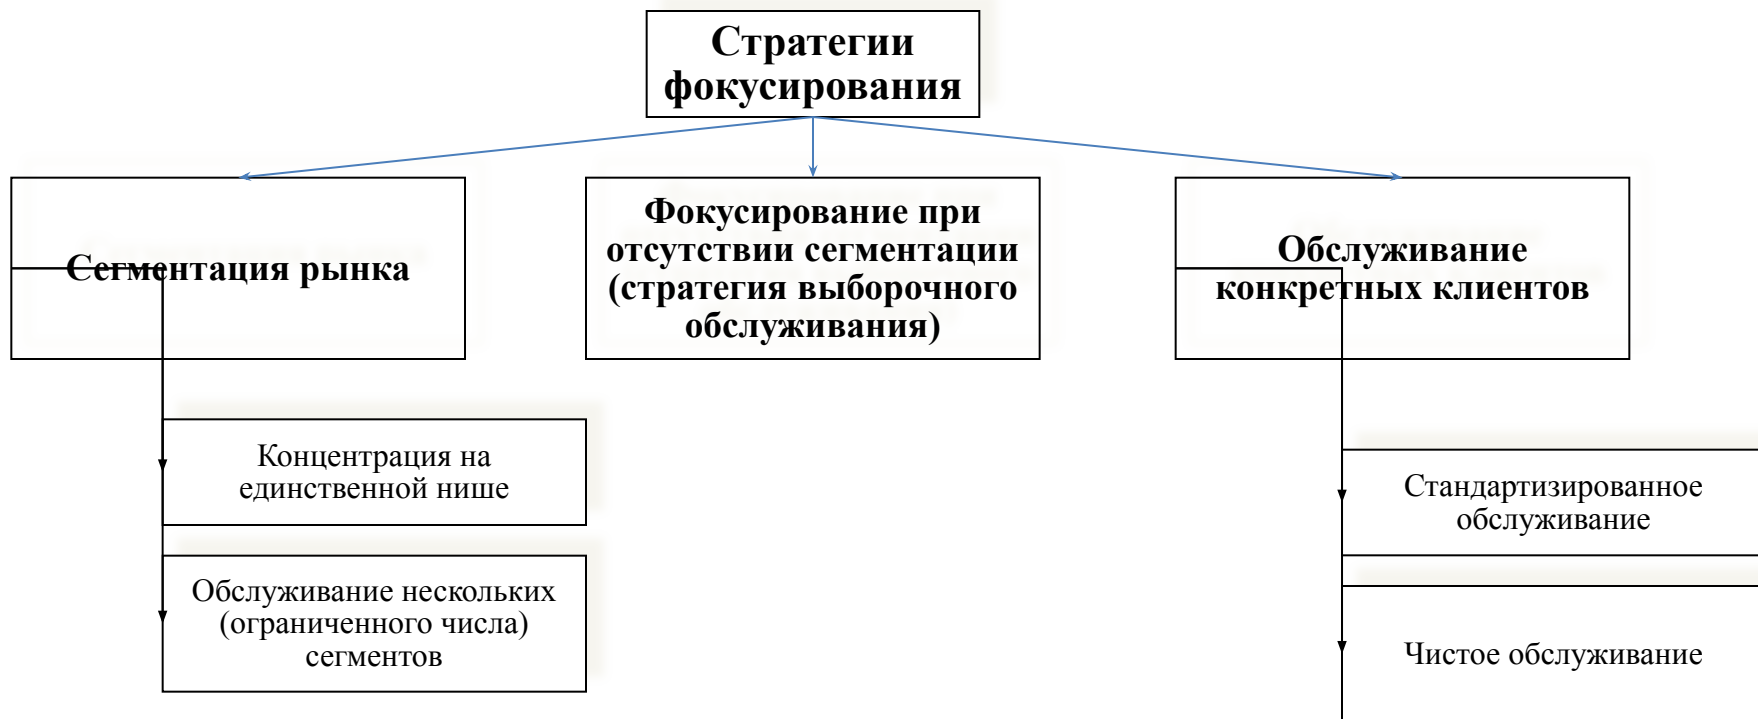 Стратегии
фокусирования
Сегментация рынка
Фокусирование при
отсутствии сегментации
(стратегия выборочного
обслуживания)
Обслуживание
конкретных клиентов
Концентрация на
единственной нише
Обслуживание нескольких
(ограниченного числа)
сегментов
Стандартизированное
обслуживание
Чистое обслуживание